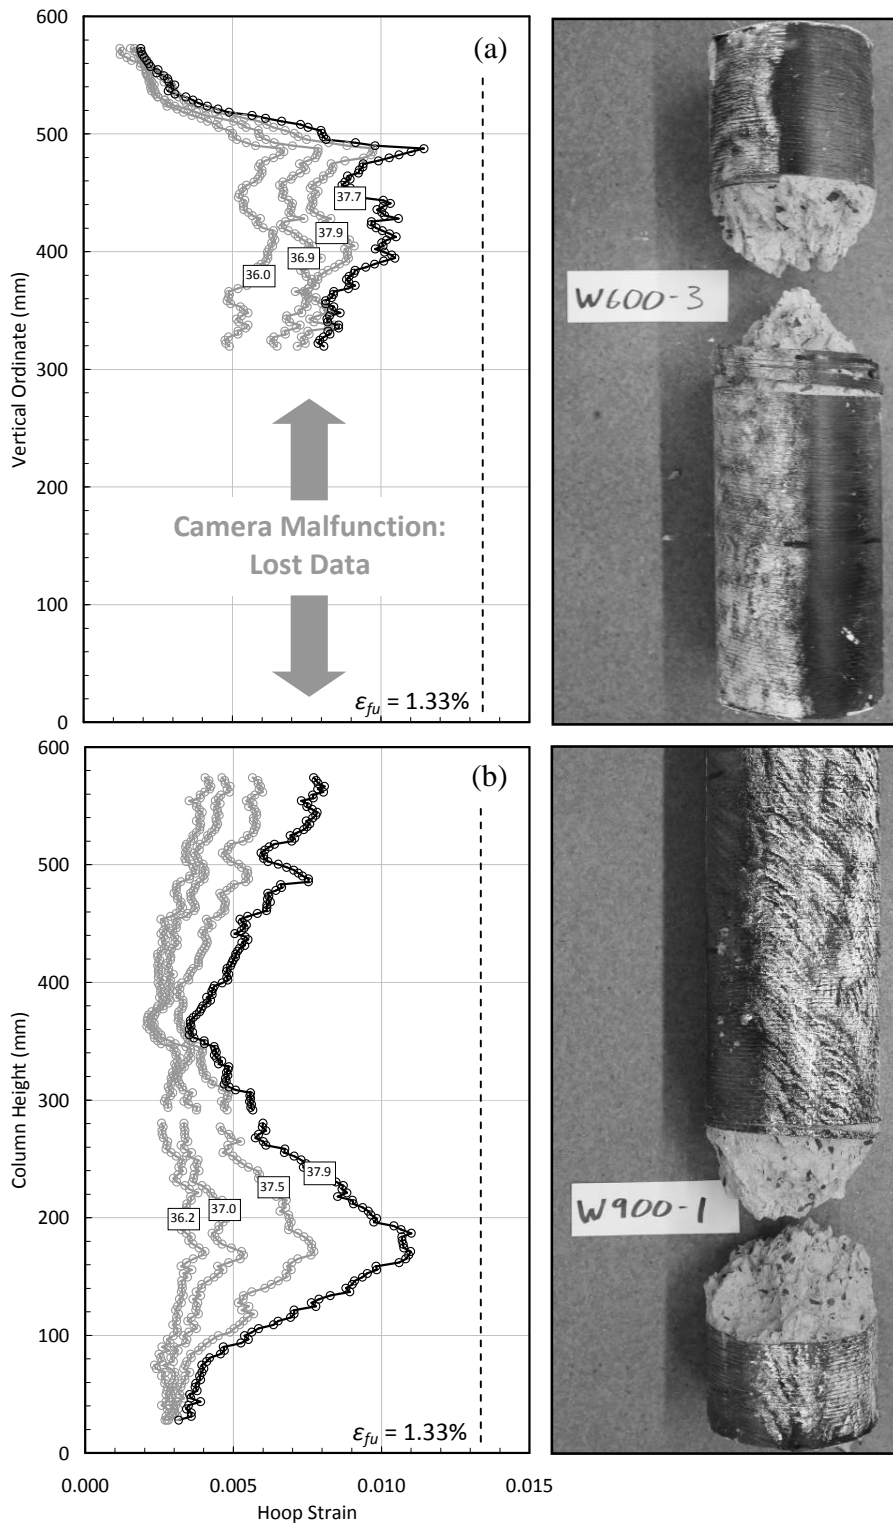 600
500
400
300
200
100
0
Vertical Ordinate (mm)
(a)
37.7
37.9
36.9
36.0
Camera Malfunction:
Lost Data
εfu = 1.33%
W600-3
600
500
400
300
200
100
0
Column Height (mm)
(b)
37.9
37.5
37.0
36.2
εfu = 1.33%
0.000 0.005 0.010 0.015
Hoop Strain
W900-1